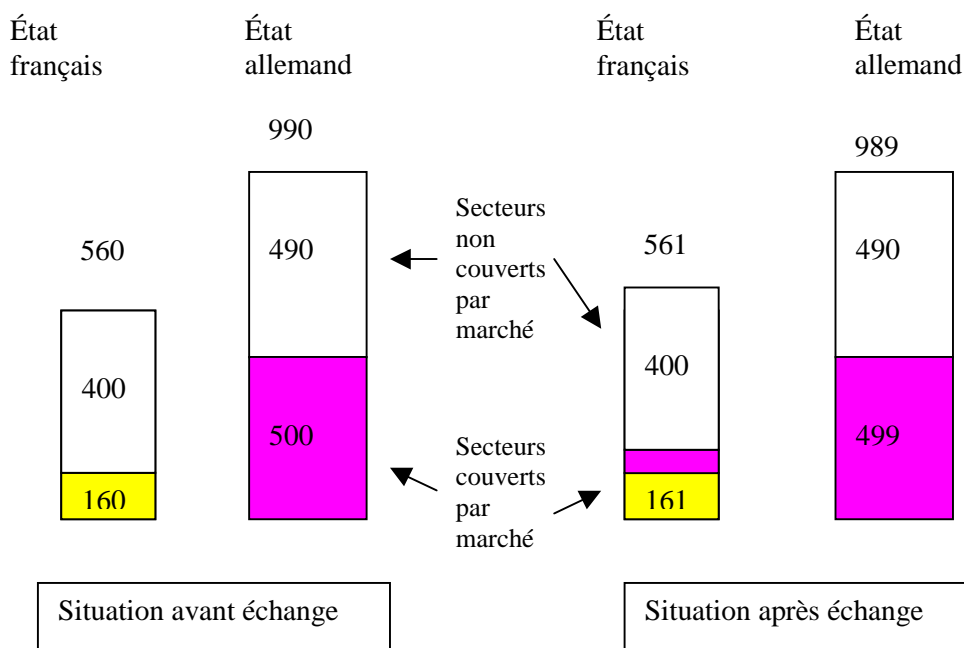 État
français
État
allemand
État
français
État
allemand
990
989
560
561
490
490
Secteurs
non
couverts
par
marché
400
400
500
499
Secteurs
couverts
par
marché
160
161
Situation avant échange
Situation après échange